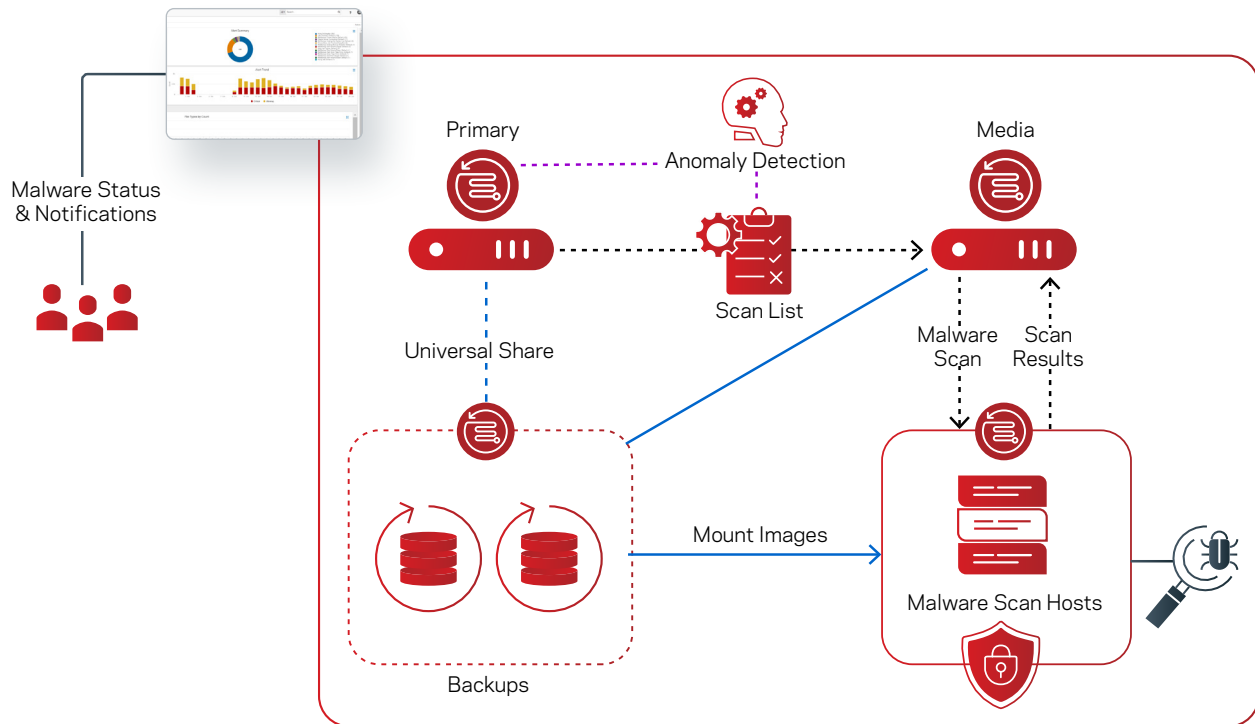 Primary
Media
Anomaly Detection
Malware Status
& Notifications
Scan List
Universal Share
Malware
Scan
Scan
Results
Mount Images
Malware Scan Hosts
Backups